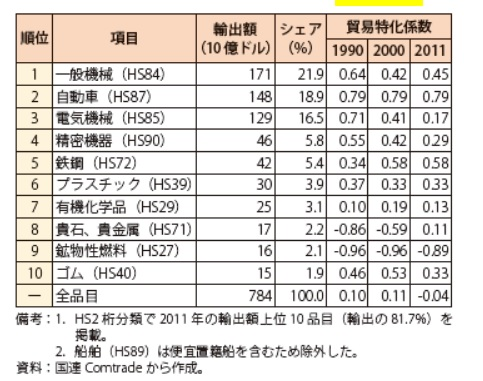 順位 項目 輸出額（10億ドル） シェア（%） 貿易特化係数
1990 2000 2011
1 一般機械（HS84） 171 21.9 0.64 0.42 0.45
2 自動車（HS87） 148 18.9 0.79 0.79 0.79
3 電気機械（HS85） 129 16.5 0.71 0.41 0.17
4 精密機器（HS90） 46 5.8 0.55 0.42 0.29
5 鉄鋼（HS72） 42 5.4 0.34 0.58 0.58
6 プラスチック（HS39） 30 3.9 0.37 0.33 0.33
7 有機化学品（HS29） 25 3.1 0.10 0.19 0.13
8 貴石、貴金属（HS71） 17 2.2 -0.86 -0.59 0.11
9 鉱物性燃料（HS27） 16 2.1 -0.96 -0.96 -0.89
10 ゴム（HS40） 15 1.9 0.46 0.53 0.33
― 全品目 784 100.0 0.10 0.11 -0.04
備考：1. HS2桁分類で2011年の輸出額上位10品目（輸出の81.7%）を
掲載。
2. 船舶（HS89）は便宜置籍船を含むため除外した。
資料：国連Comtradeから作成。